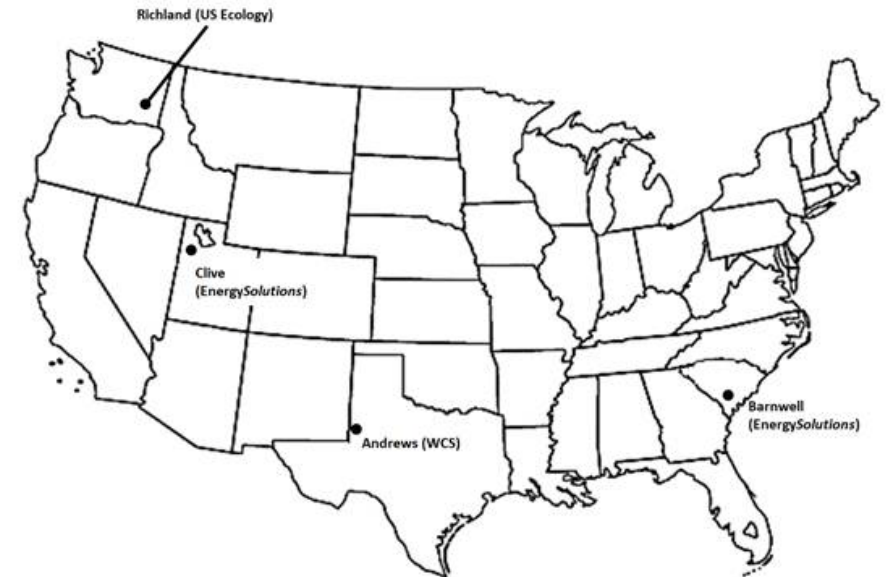 Richland (US Ecology)
Clive
(EnergySolutions)
Andrews (WCS)
Barnwell
(EnergySolutions)